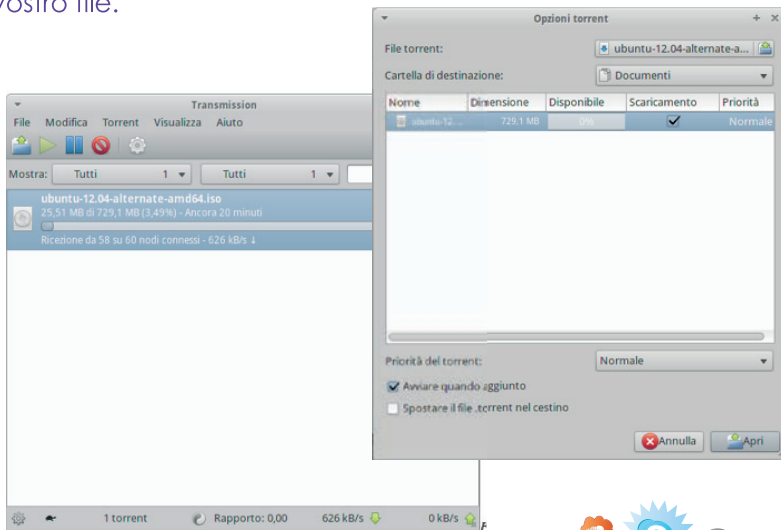 vostro file.
Opzioni torrent
File torrent:
ubuntu-12.04-alternate-a...
Cartella di destinazione:
Documenti
Nome Dimensione Disponibile Scaricamento Priorità
ubuntu-12.... 729.1 MB 0% Normale
Priorità del torrent:
Normale
Avviare quando aggiunto
Spostare il file .torrent nel cestino
Annulla Apri
Transmission
File Modifica Torrent Visualizza Aiuto
Mostra: Tutti 1 Tutti 1
ubuntu-12.04-alternate-amd64.iso
25,51 MB di 729,1 MB (3,49%) - Ancora 20 minuti
Ricezione da 58 su 60 nodi connessi - 626 kB/s ↓
1 torrent Rapporto: 0,00 626 kB/s 0 kB/s